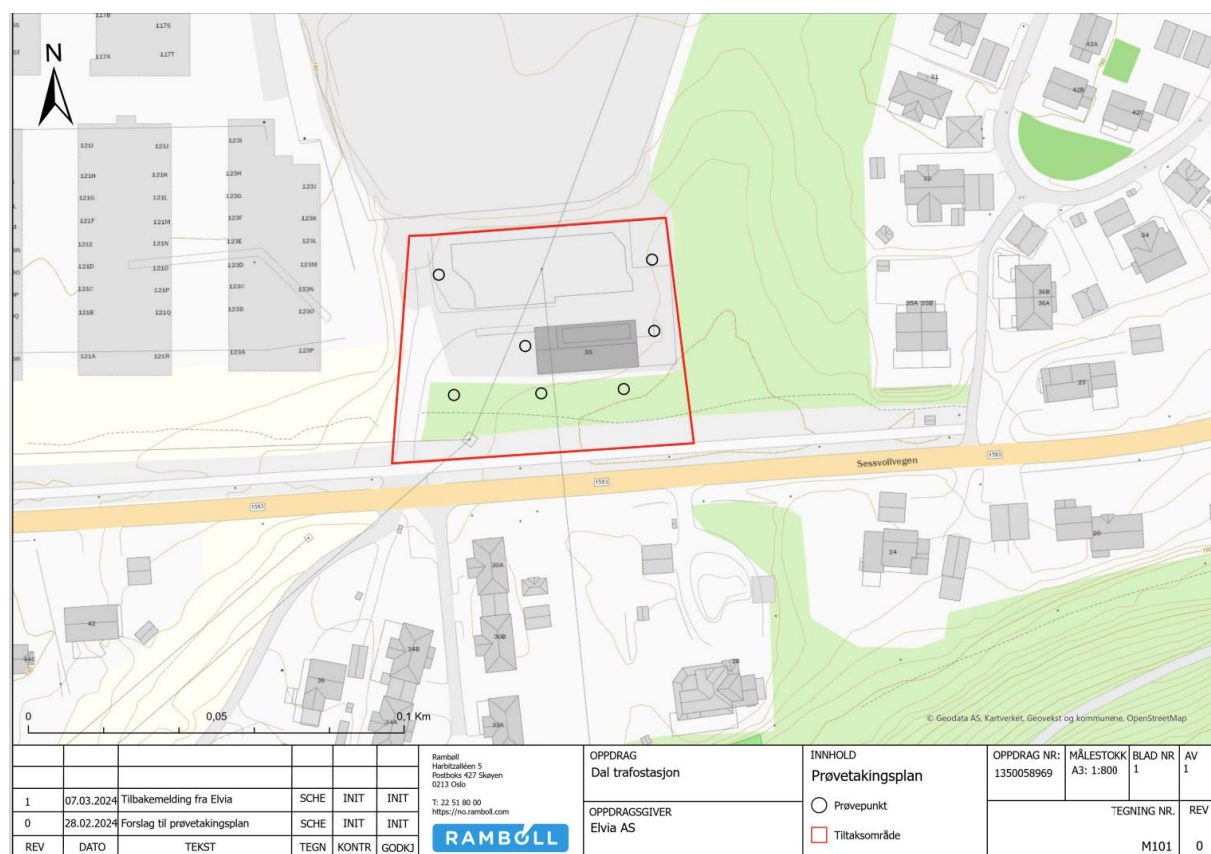 117B
117S
117A
117T
N
121I
121J
121H
121K
121G
121L
121F
121M
121E
121N
121D
121O
121C
121P
121B
121Q
121A
121R
123I
123H
123J
123G
123F
123K
123E
123L
123D
123M
123C
123N
123B
123O
123A
123P
35
31
33
35A 35B
42A
42B
42C
34
36B
36A
23
Sessvollvegen
1593
1593
1593
24
20
26
30A
30B
32A
34B
34A
36
42
0
0,05
0,1 Km
© Geodata AS, Kartverket, Geovekst og kommunene, OpenStreetMap
1 07.03.2024 Tilbakemelding fra Elvia SCHE INIT INIT
0 28.02.2024 Forslag til prøvetakingsplan SCHE INIT INIT
REV DATO TEKST TEGN KONTR GODKJ
Rambøll
Harbitzalléen 5
Postboks 427 Skøyen
0213 Oslo
T: 22 51 80 00
https://no.ramboll.com
RAMBOLL
OPPDRAG
Dal trafostasjon
OPPDRAGSGIVER
Elvia AS
INNHOLD
Prøvetakingsplan
Prøvepunkt
Tiltaksområde
OPPDRAG NR:
1350058969
MÅLESTOKK
A3: 1:800
BLAD NR
1
AV
1
TEGNING NR.
M101
REV
0